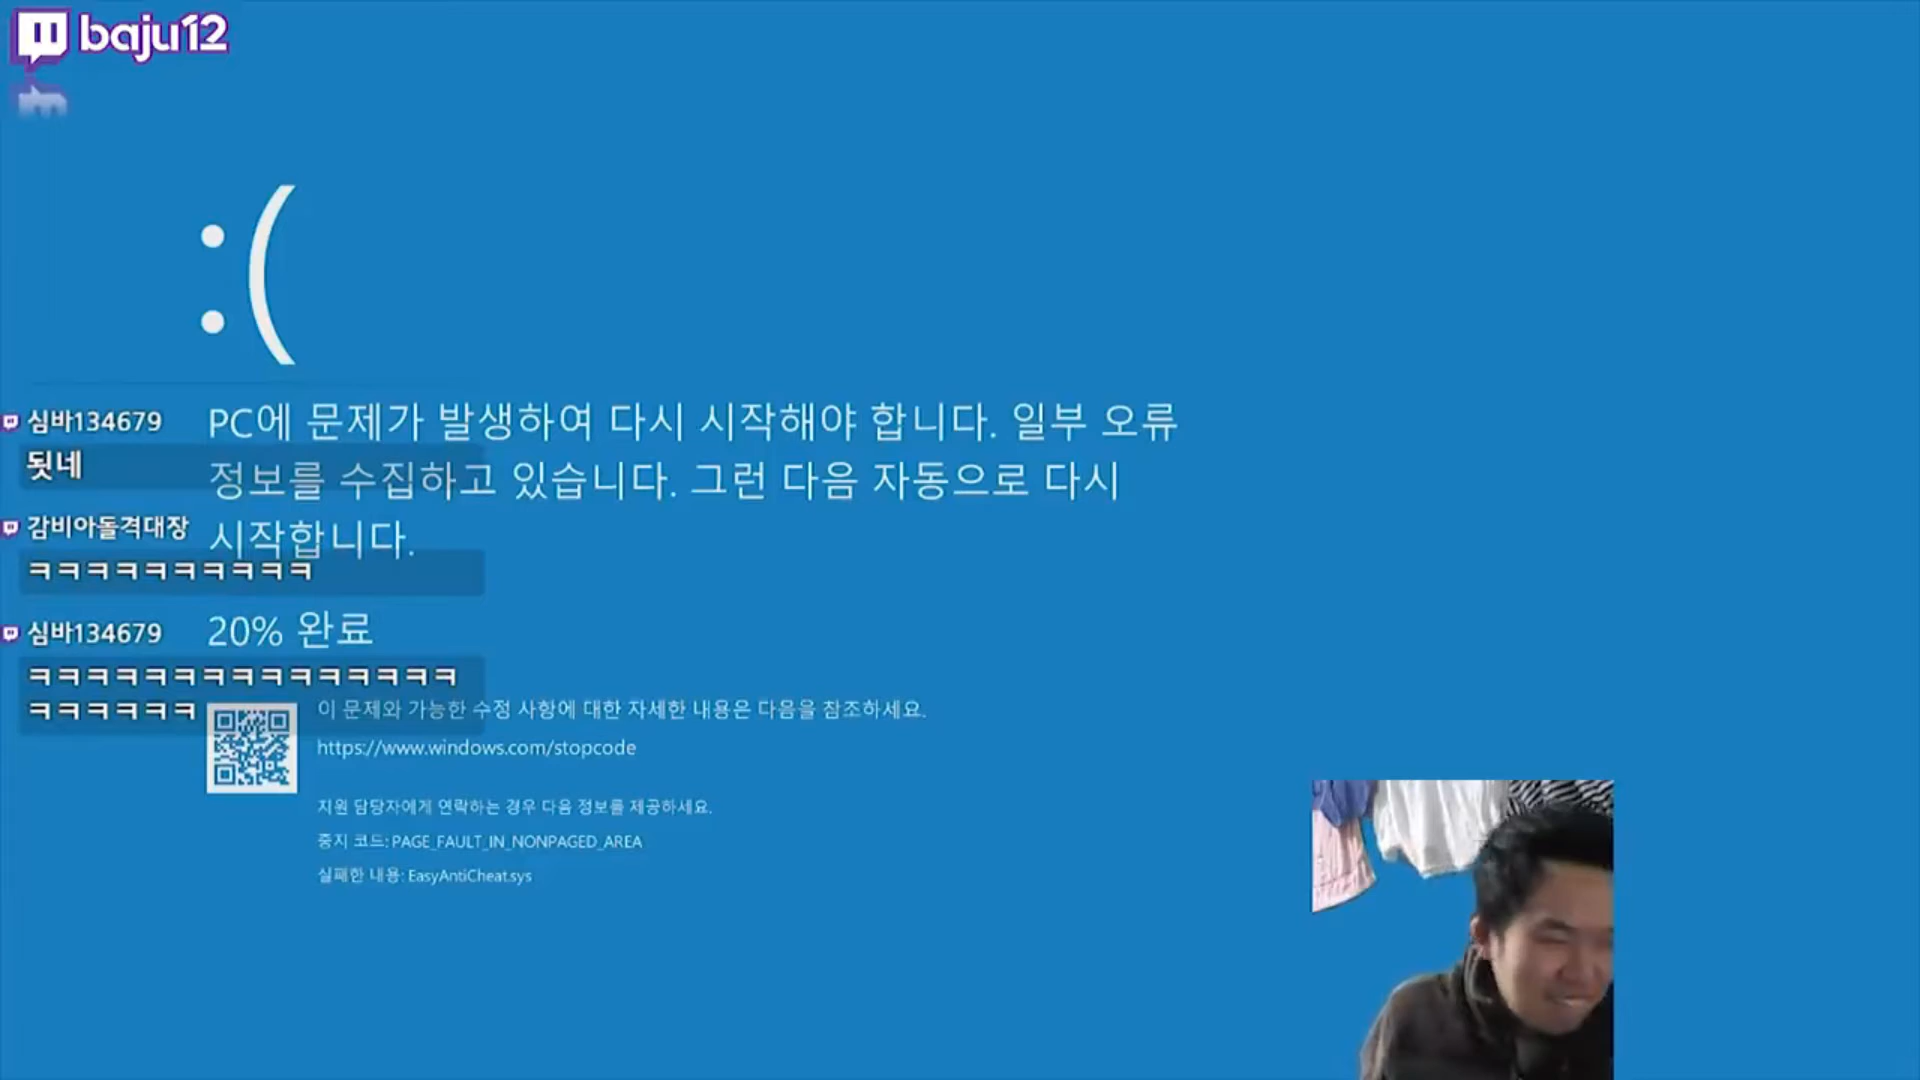 baju12
:(
심바134679
됫네
감비아돌격대장
ㅋㅋㅋㅋㅋㅋㅋㅋㅋㅋ
심바134679
ㅋㅋㅋㅋㅋㅋㅋㅋㅋㅋㅋㅋㅋㅋㅋ
ㅋㅋㅋㅋㅋㅋ
PC에 문제가 발생하여 다시 시작해야 합니다. 일부 오류
정보를 수집하고 있습니다. 그런 다음 자동으로 다시
시작합니다.
20% 완료
이 문제와 가능한 수정 사항에 대한 자세한 내용은 다음을 참조하세요.
https://www.windows.com/stopcode
지원 담당자에게 연락하는 경우 다음 정보를 제공하세요.
중지 코드: PAGE_FAULT_IN_NONPAGED_AREA
실패한 내용: EasyAntiCheat.sys